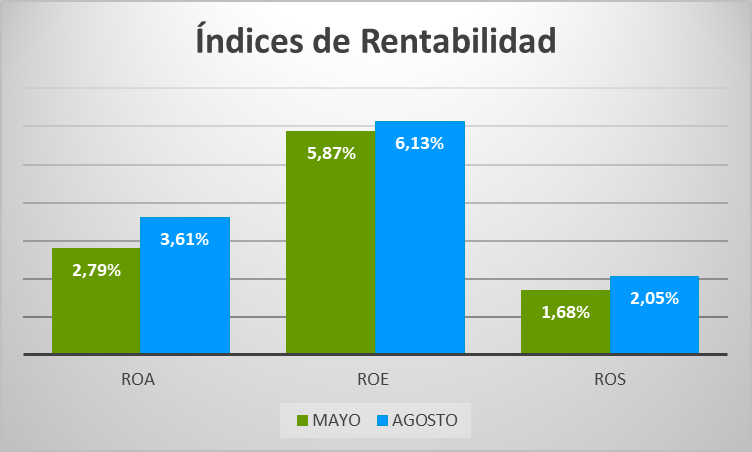 Índices de Rentabilidad
2,79%
3,61%
5,87%
6,13%
1,68%
2,05%
ROA
ROE
ROS
MAYO
AGOSTO